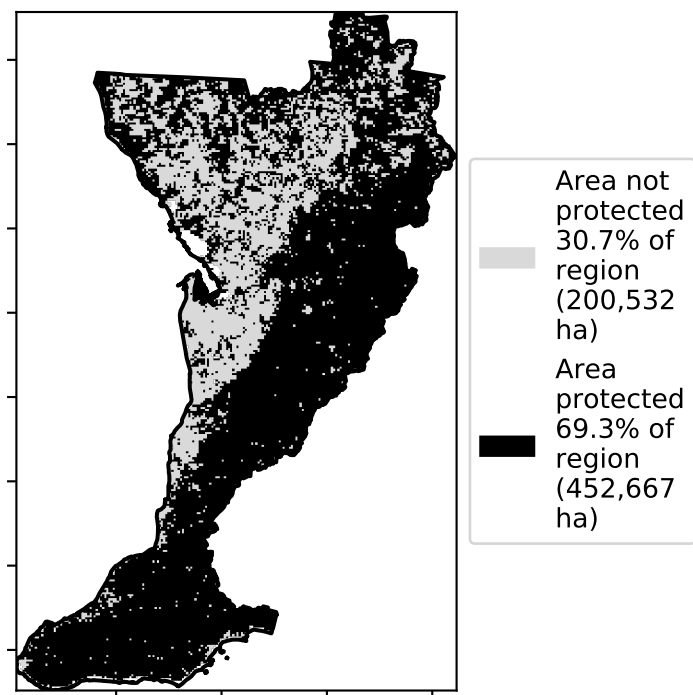 Area not
protected
30.7% of
region
(200,532
ha)
Area
protected
69.3% of
region
(452,667
ha)